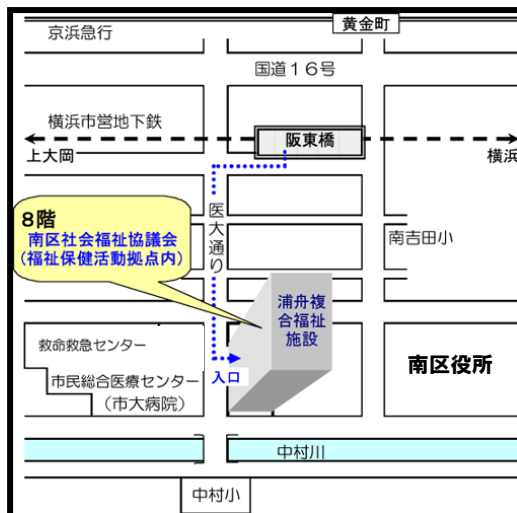 黄金町
京浜急行
国道１６号
横浜市営地下鉄
阪東橋
上大岡
横浜
8階
南区社会福祉協議会
（福祉保健活動拠点内）
医大通り
南吉田小
浦舟複
合福祉
施設
救命救急センター
市民総合医療センター
（市大病院）
入口
南区役所
中村川
中村小